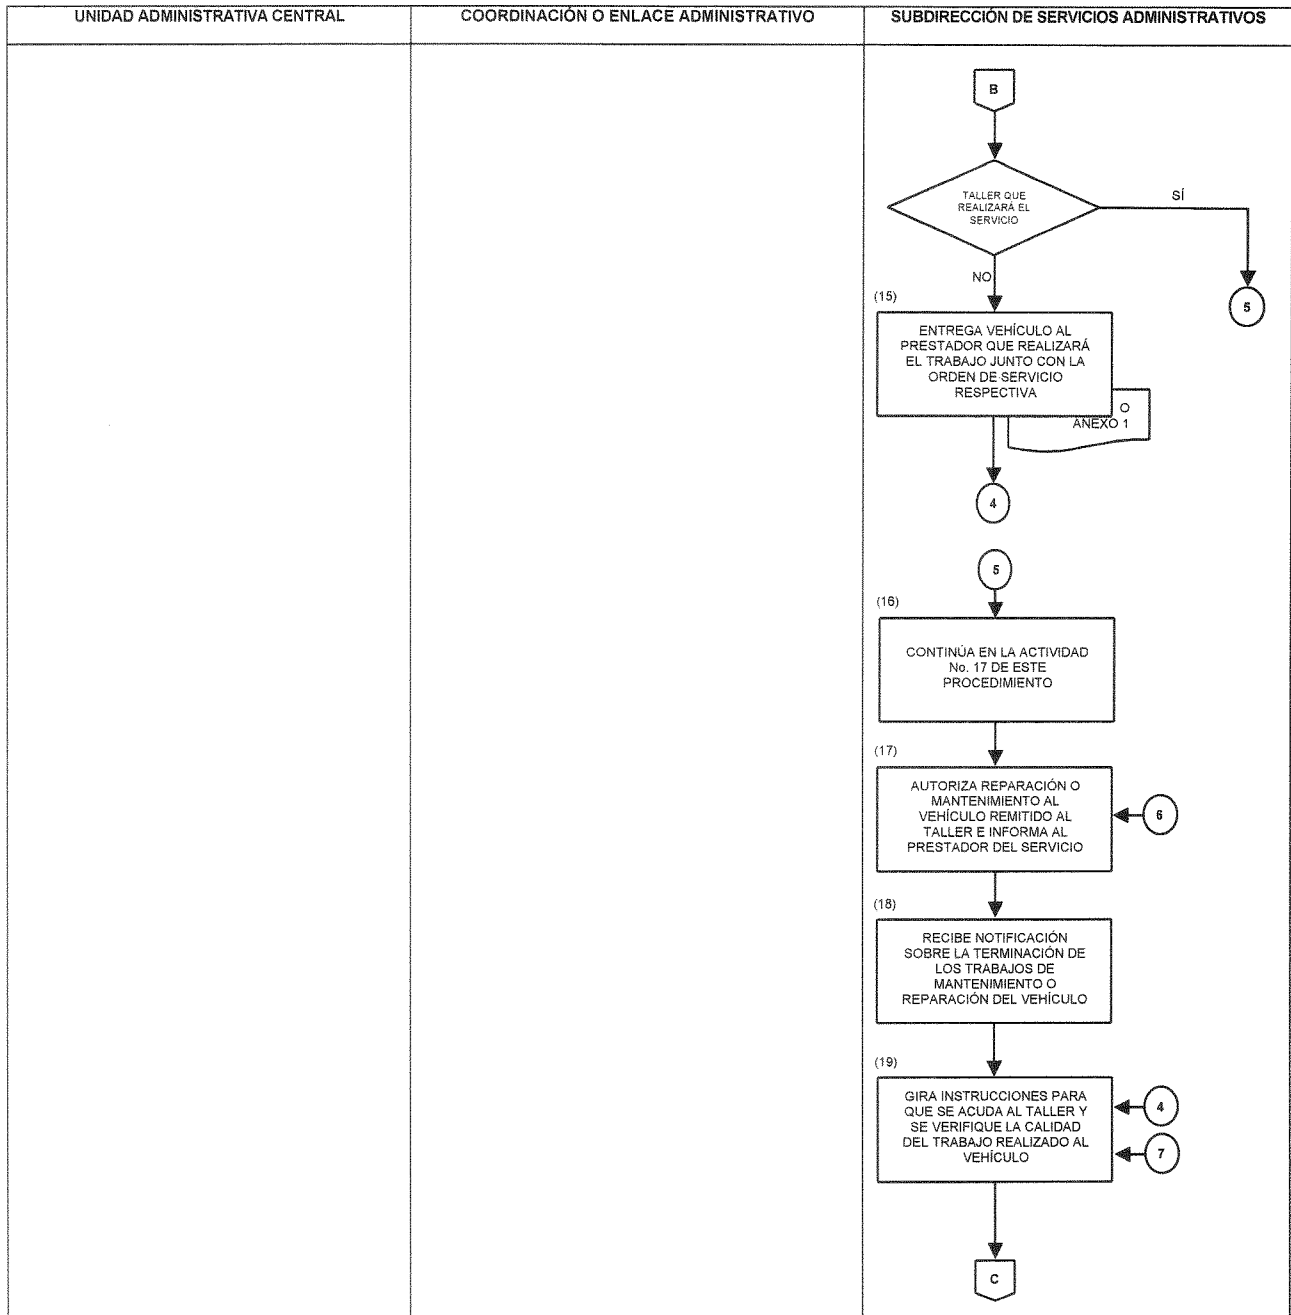 UNIDAD ADMINISTRATIVA CENTRAL
COORDINACIÓN O ENLACE ADMINISTRATIVO
SUBDIRECCIÓN DE SERVICIOS ADMINISTRATIVOS
B
TALLER QUE
REALIZARÁ EL
SERVICIO
SÍ
NO
5
(15)
ENTREGA VEHÍCULO AL
PRESTADOR QUE REALIZARÁ
EL TRABAJO JUNTO CON LA
ORDEN DE SERVICIO
RESPECTIVA
O
ANEXO 1
4
5
(16)
CONTINÚA EN LA ACTIVIDAD
No. 17 DE ESTE
PROCEDIMIENTO
(17)
AUTORIZA REPARACIÓN O
MANTENIMIENTO AL
VEHÍCULO REMITIDO AL
TALLER E INFORMA AL
PRESTADOR DEL SERVICIO
6
(18)
RECIBE NOTIFICACIÓN
SOBRE LA TERMINACIÓN DE
LOS TRABAJOS DE
MANTENIMIENTO O
REPARACIÓN DEL VEHÍCULO
(19)
GIRA INSTRUCCIONES PARA
QUE SE ACUDA AL TALLER Y
SE VERIFIQUE LA CALIDAD
DEL TRABAJO REALIZADO AL
VEHÍCULO
4
7
C